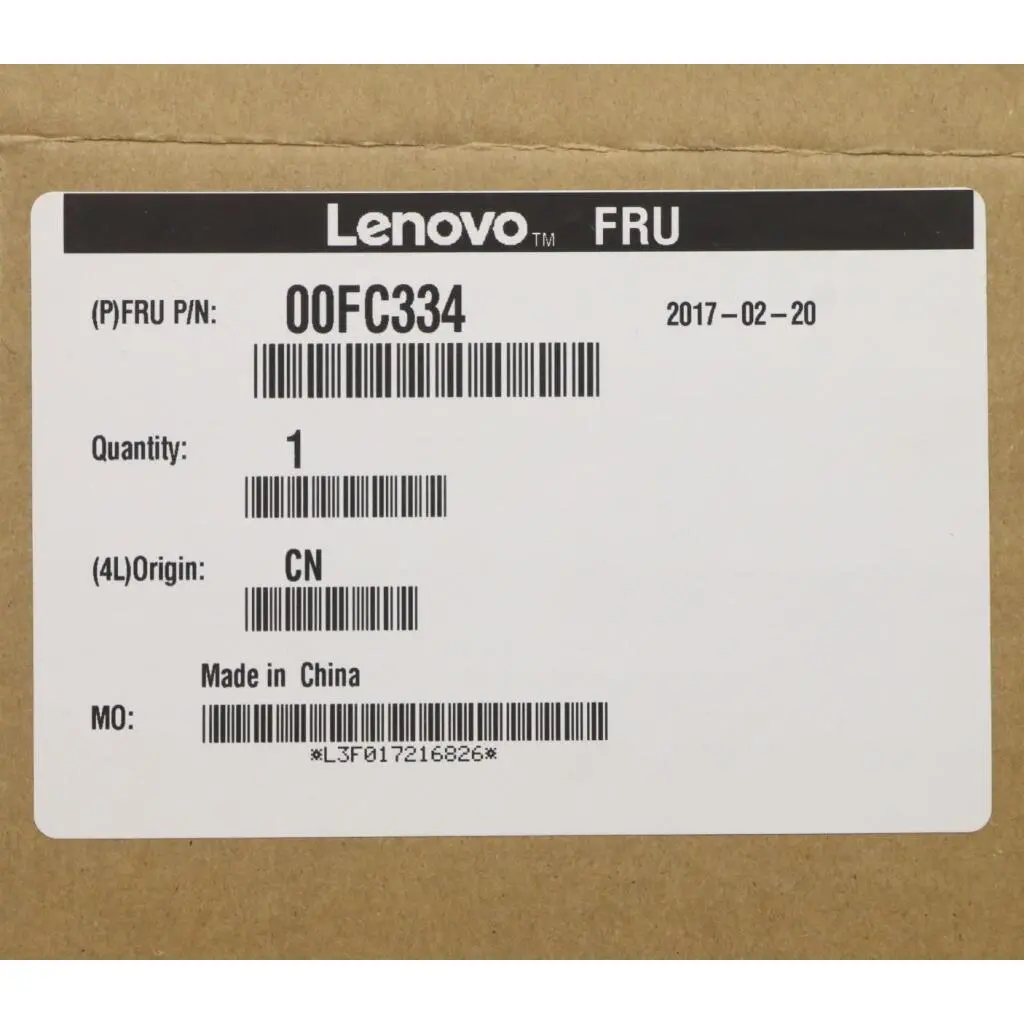 Lenovo™ FRU
(P)FRU P/N: 00FC334 2017-02-20
Quantity: 1
(4L)Origin: CN
Made in China
MO:
*L3F017216826*